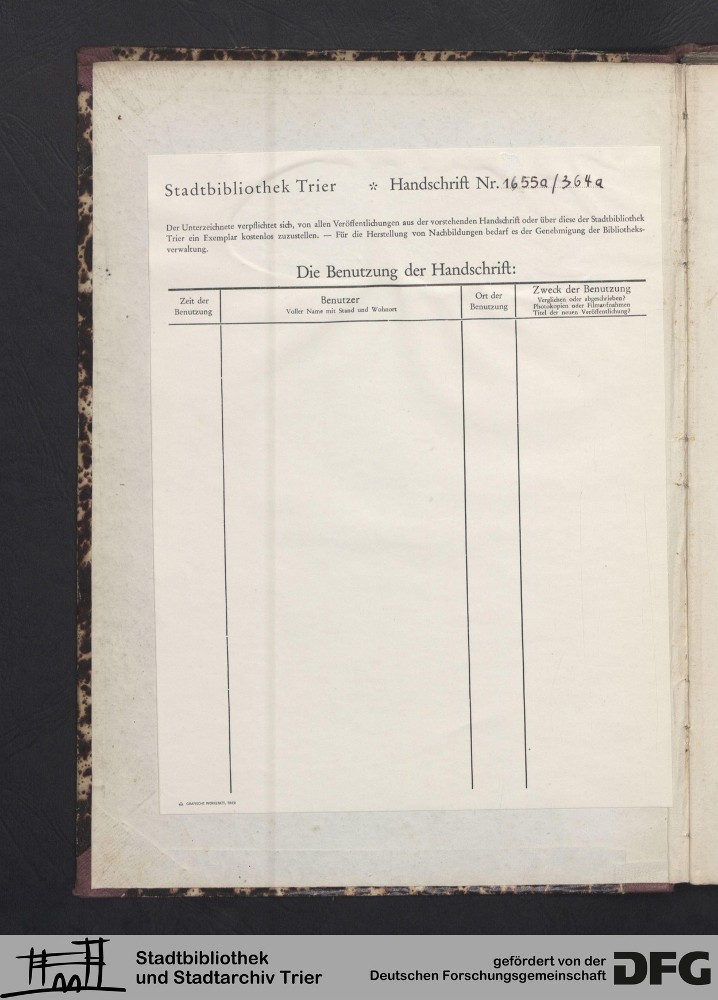 Stadtbibliothek Trier * Handschrift Nr. 1655a/364a
Der Unterzeichnete verpflichtet sich, von allen Veröffentlichungen aus der vorstehenden Handschrift oder über diese der Stadtbibliothek
Trier ein Exemplar kostenlos zuzustellen. — Für die Herstellung von Nachbildungen bedarf es der Genehmigung der Bibliotheks-
verwaltung.
Die Benutzung der Handschrift:
Zeit der
Benutzung
Benutzer
Voller Name mit Stand und Wohnort
Ort der
Benutzung
Zweck der Benutzung
Verglichen oder abgeschrieben?
Photokopien oder Filmaufnahmen
Titel der neuen Veröffentlichung?
Stadtbibliothek
und Stadtarchiv Trier
gefördert von der
Deutschen Forschungsgemeinschaft
DFG